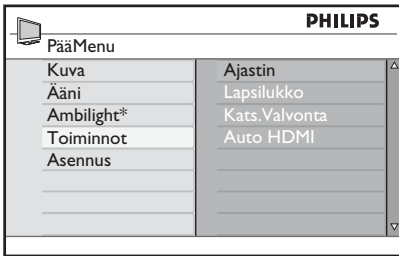 PHILIPS
PääMenu
Kuva
Ääni
Ambilight*
Toiminnot
Asennus
Ajastin
Lapsilukko
Kats.Valvonta
Auto HDMI